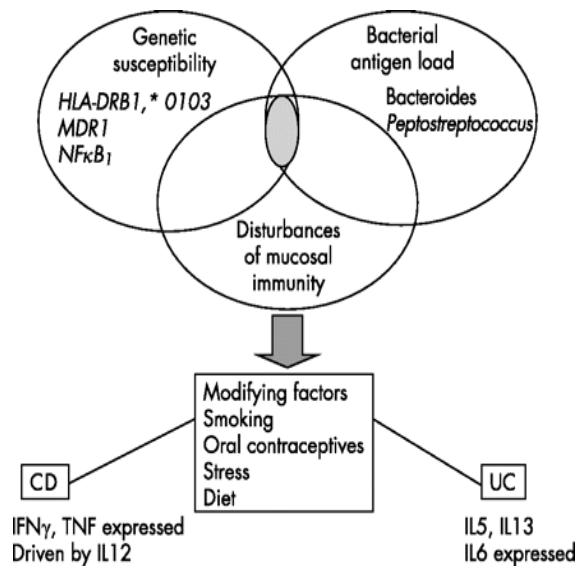 Genetic
susceptibility
HLA-DRB1,* 0103
MDR1
NFκB1
Bacterial
antigen load
Bacteroides
Peptostreptococcus
Disturbances
of mucosal
immunity
Modifying factors
Smoking
Oral contraceptives
Stress
Diet
CD
IFNγ, TNF expressed
Driven by IL12
UC
IL5, IL13
IL6 expressed